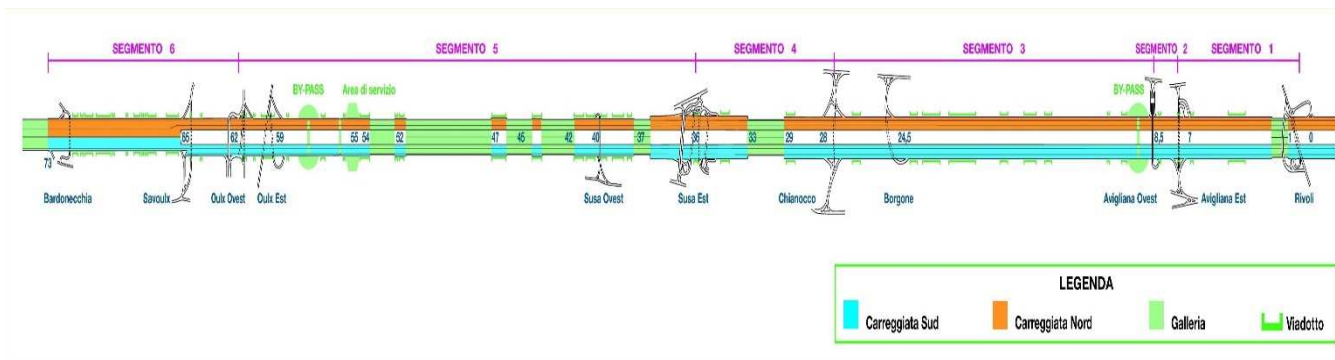 SEGMENTO 6 SEGMENTO 5 SEGMENTO 4 SEGMENTO 3 SEGMENTO 2 SEGMENTO 1
BY-PASS Area di servizio BY-PASS
73 65 62 59 55 54 52 47 45 42 40 37 36 33 29 28 24,5 8,5 7 1 0
Bardonecchia Savoulx Oulx Ovest Oulx Est Susa Ovest Susa Est Chianocco Borgone Avigliana Ovest Avigliana Est Rivoli
LEGENDA
Carreggiata Sud Carreggiata Nord Galleria Viadotto